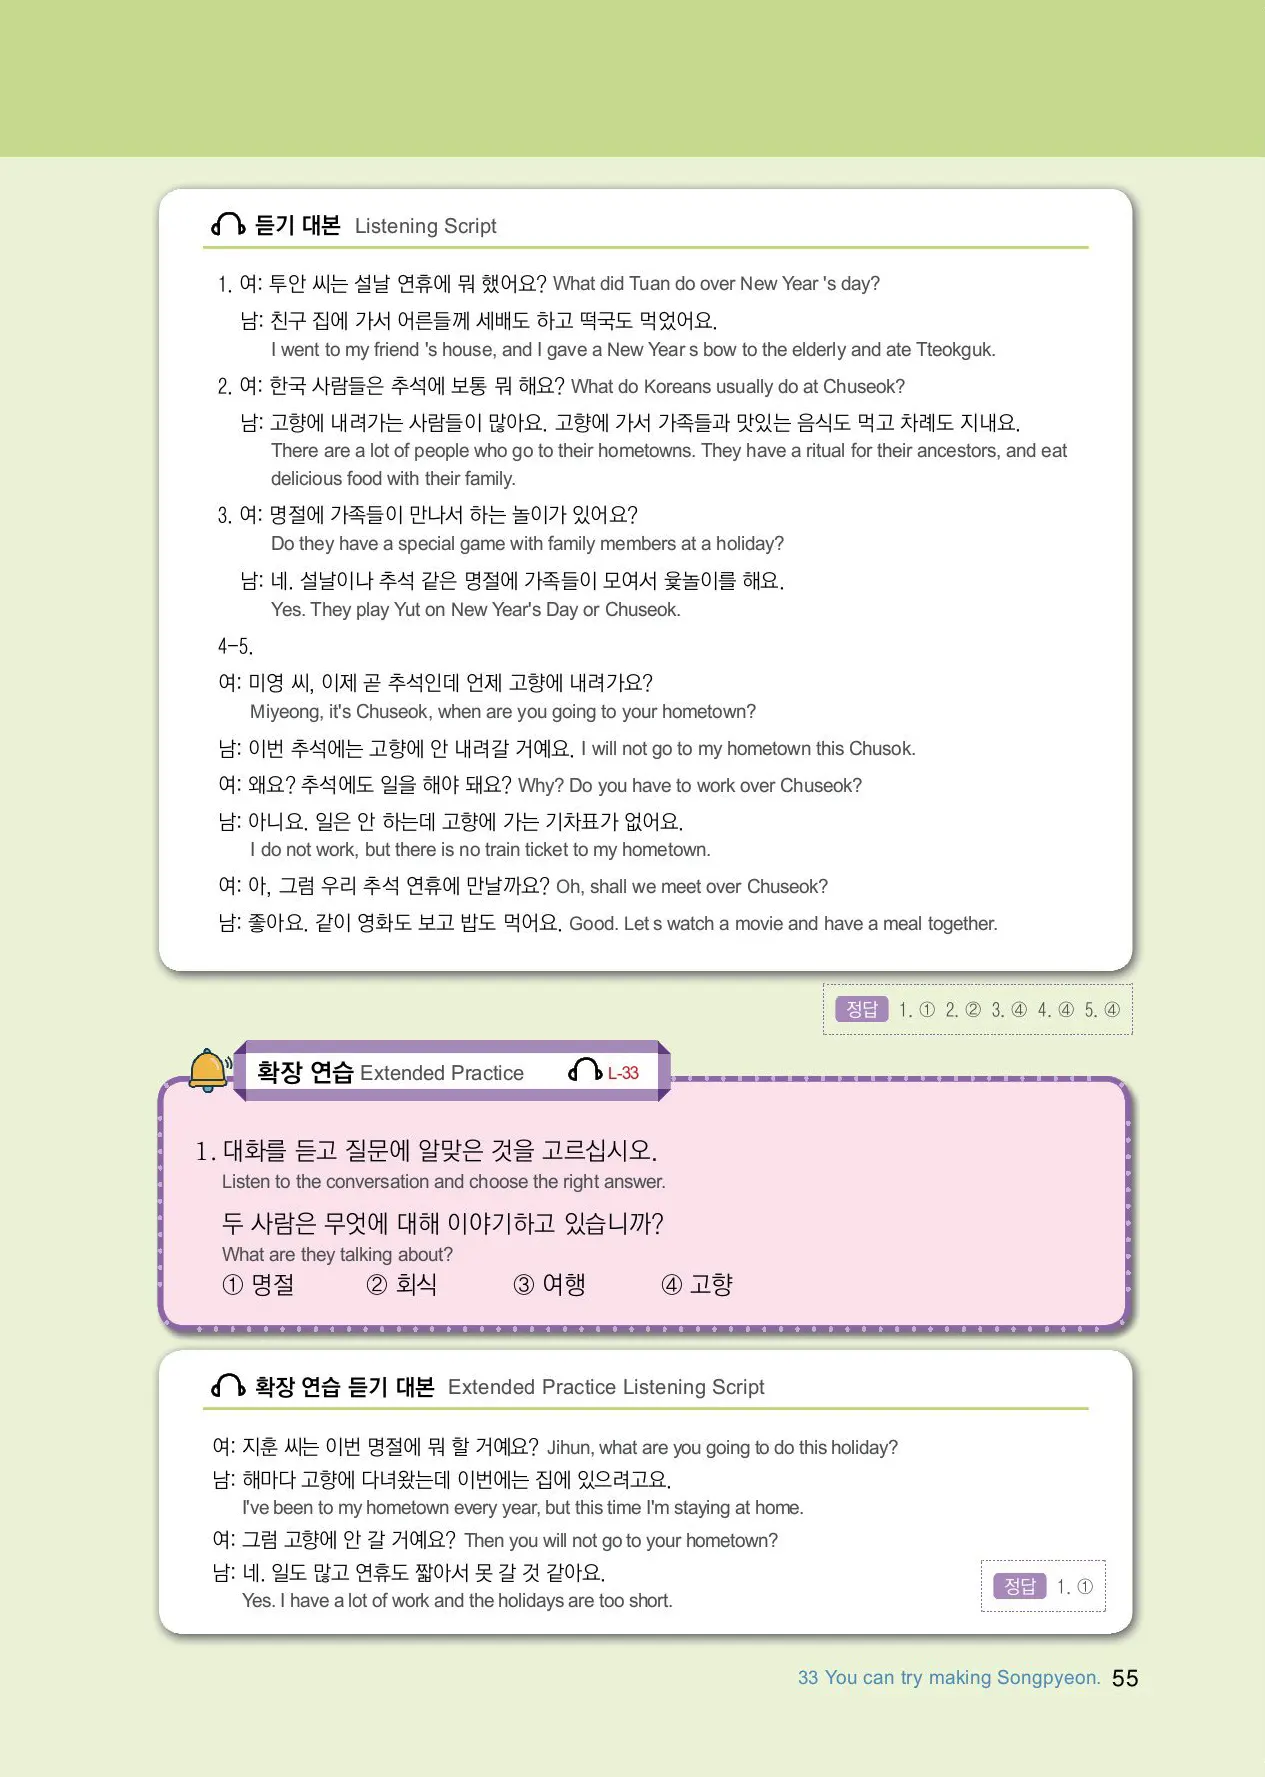 듣기 대본 Listening Script
1. 여: 투안 씨는 설날 연휴에 뭐 했어요? What did Tuan do over New Year 's day?
남: 친구 집에 가서 어른들께 세배도 하고 떡국도 먹었어요.
I went to my friend 's house, and I gave a New Year s bow to the elderly and ate Tteokguk.
2. 여: 한국 사람들은 추석에 보통 뭐 해요? What do Koreans usually do at Chuseok?
남: 고향에 내려가는 사람들이 많아요. 고향에 가서 가족들과 맛있는 음식도 먹고 차례도 지내요.
There are a lot of people who go to their hometowns. They have a ritual for their ancestors, and eat
delicious food with their family.
3. 여: 명절에 가족들이 만나서 하는 놀이가 있어요?
Do they have a special game with family members at a holiday?
남: 네. 설날이나 추석 같은 명절에 가족들이 모여서 윷놀이를 해요.
Yes. They play Yut on New Year's Day or Chuseok.
4-5.
여: 미영 씨, 이제 곧 추석인데 언제 고향에 내려가요?
Miyeong, it's Chuseok, when are you going to your hometown?
남: 이번 추석에는 고향에 안 내려갈 거예요. I will not go to my hometown this Chusok.
여: 왜요? 추석에도 일을 해야 돼요? Why? Do you have to work over Chuseok?
남: 아니요. 일은 안 하는데 고향에 가는 기차표가 없어요.
I do not work, but there is no train ticket to my hometown.
여: 아, 그럼 우리 추석 연휴에 만날까요? Oh, shall we meet over Chuseok?
남: 좋아요. 같이 영화도 보고 밥도 먹어요. Good. Let s watch a movie and have a meal together.
정답 1. ① 2. ② 3. ④ 4. ④ 5. ④
확장 연습 Extended Practice L-33
1. 대화를 듣고 질문에 알맞은 것을 고르십시오.
Listen to the conversation and choose the right answer.
두 사람은 무엇에 대해 이야기하고 있습니까?
What are they talking about?
① 명절 ② 회식 ③ 여행 ④ 고향
확장 연습 듣기 대본 Extended Practice Listening Script
여: 지훈 씨는 이번 명절에 뭐 할 거예요? Jihun, what are you going to do this holiday?
남: 해마다 고향에 다녀왔는데 이번에는 집에 있으려고요.
I've been to my hometown every year, but this time I'm staying at home.
여: 그럼 고향에 안 갈 거예요? Then you will not go to your hometown?
남: 네. 일도 많고 연휴도 짧아서 못 갈 것 같아요.
Yes. I have a lot of work and the holidays are too short.
정답 1. ①
33 You can try making Songpyeon. 55